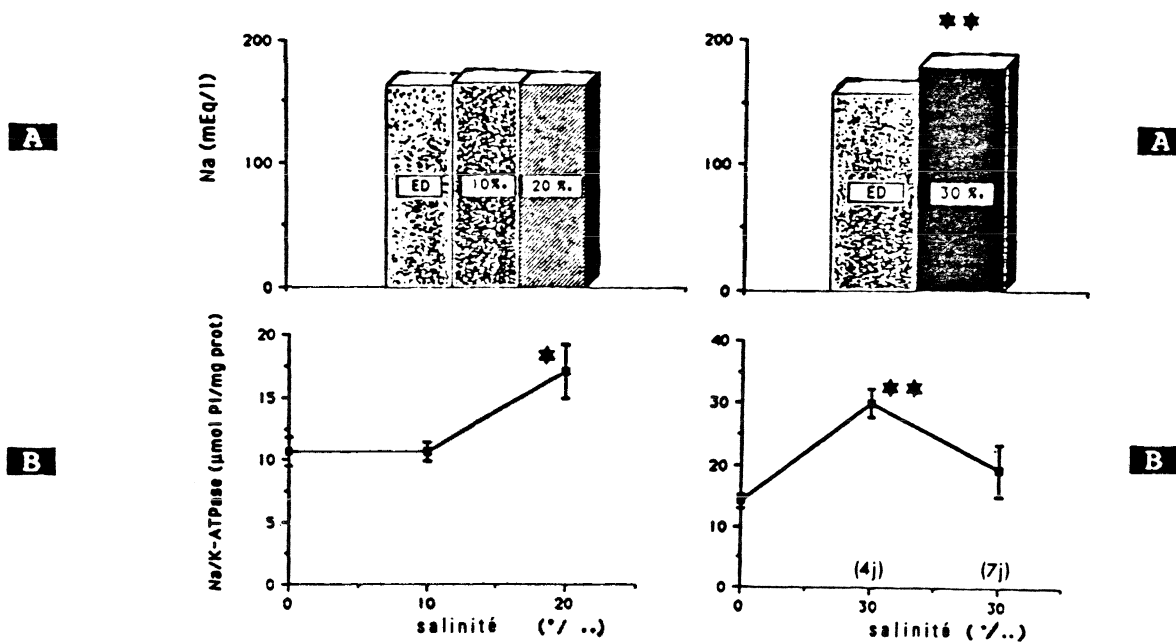 ★ ★
200
100
0
Na (mEq/l)
ED
10%.
20 %.
A
200
100
0
ED
30 %.
A
20
15
10
5
0
Na/K-ATPase (µmol Pi/mg prot)
★
0
10
20
salinité (°/ ..)
B
40
30
20
10
0
★ ★
(4j)
(7j)
0
30
30
salinité (°/..)
B